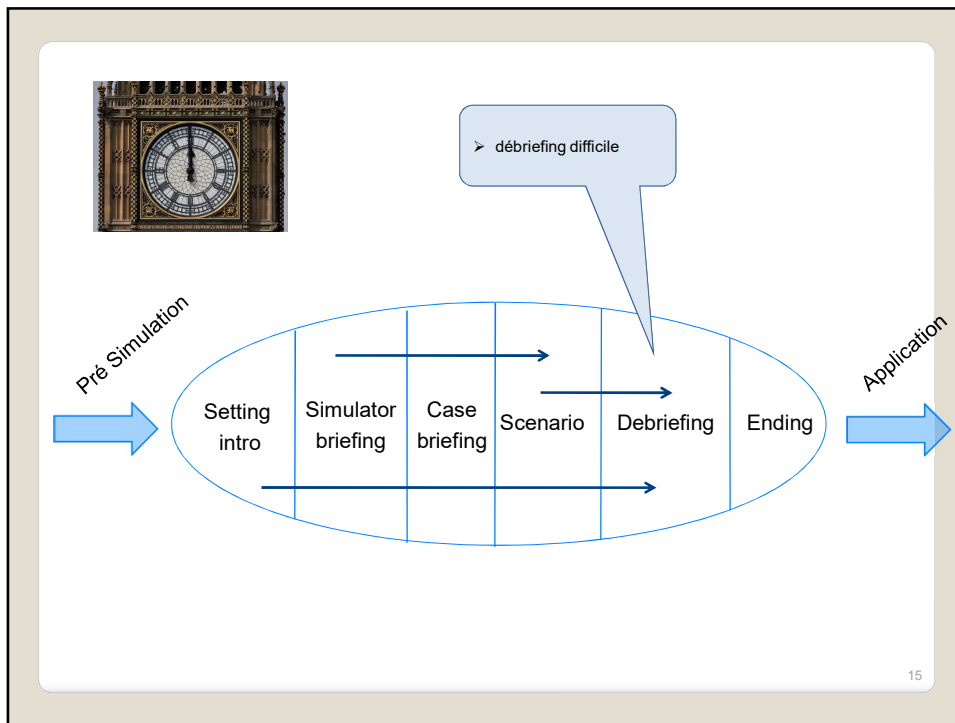 ➢ débriefing difficile
Pré Simulation
Application
Setting
intro
Simulator
briefing
Case
briefing
Scenario
Debriefing
Ending
15